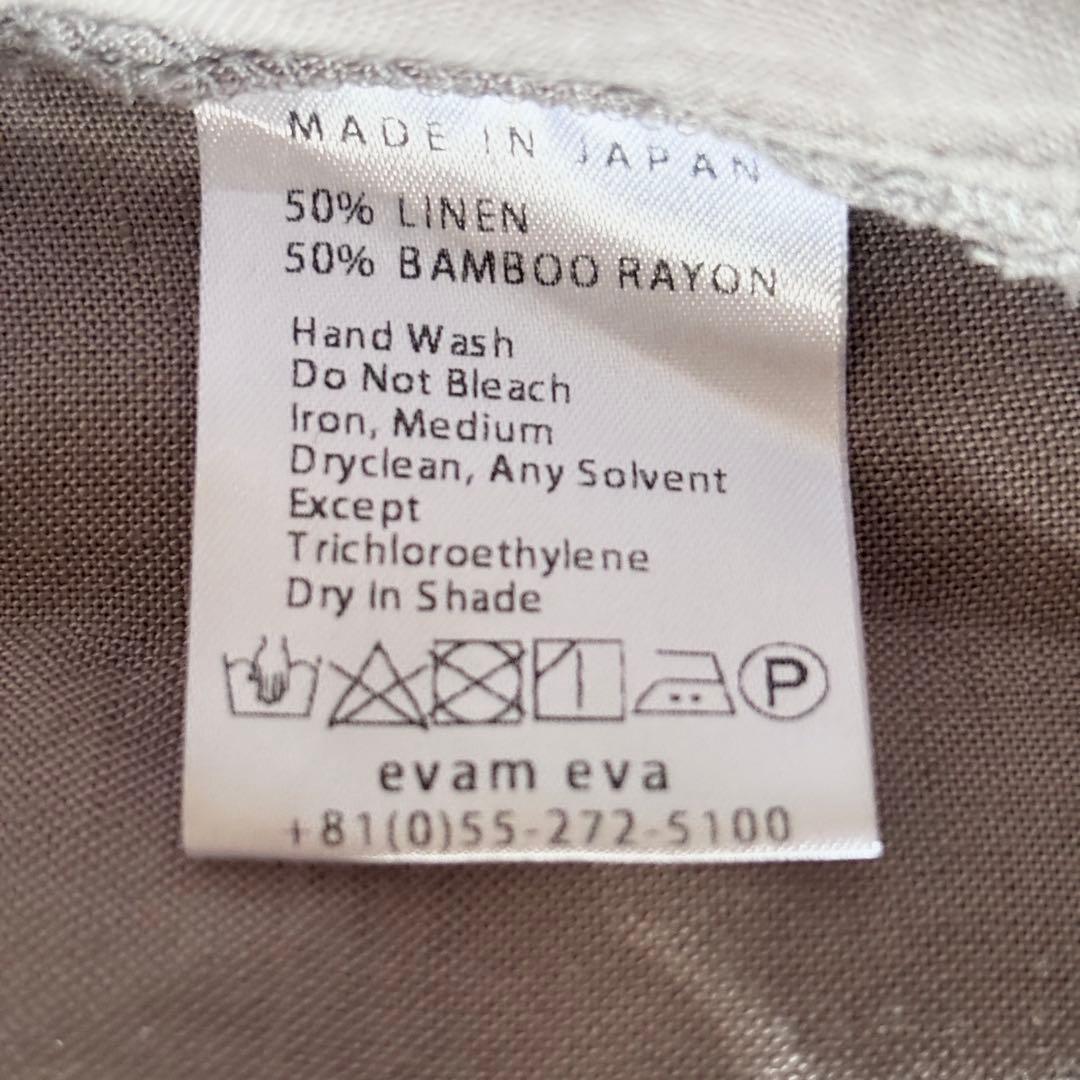 MADE IN JAPAN
50% LINEN
50% BAMBOO RAYON
Hand Wash
Do Not Bleach
Iron, Medium
Dryclean, Any Solvent
Except
Trichloroethylene
Dry In Shade
P
evam eva
+81(0)55-272-5100